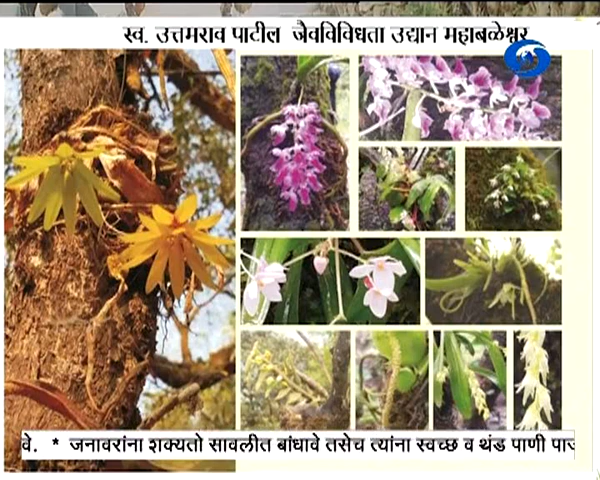 स्व. उत्तमराव पाटील जैवविविधता उद्यान महाबळेश्वर
वे. * जनावरांना शक्यतो सावलीत बांधावे तसेच त्यांना स्वच्छ व थंड पाणी पाज